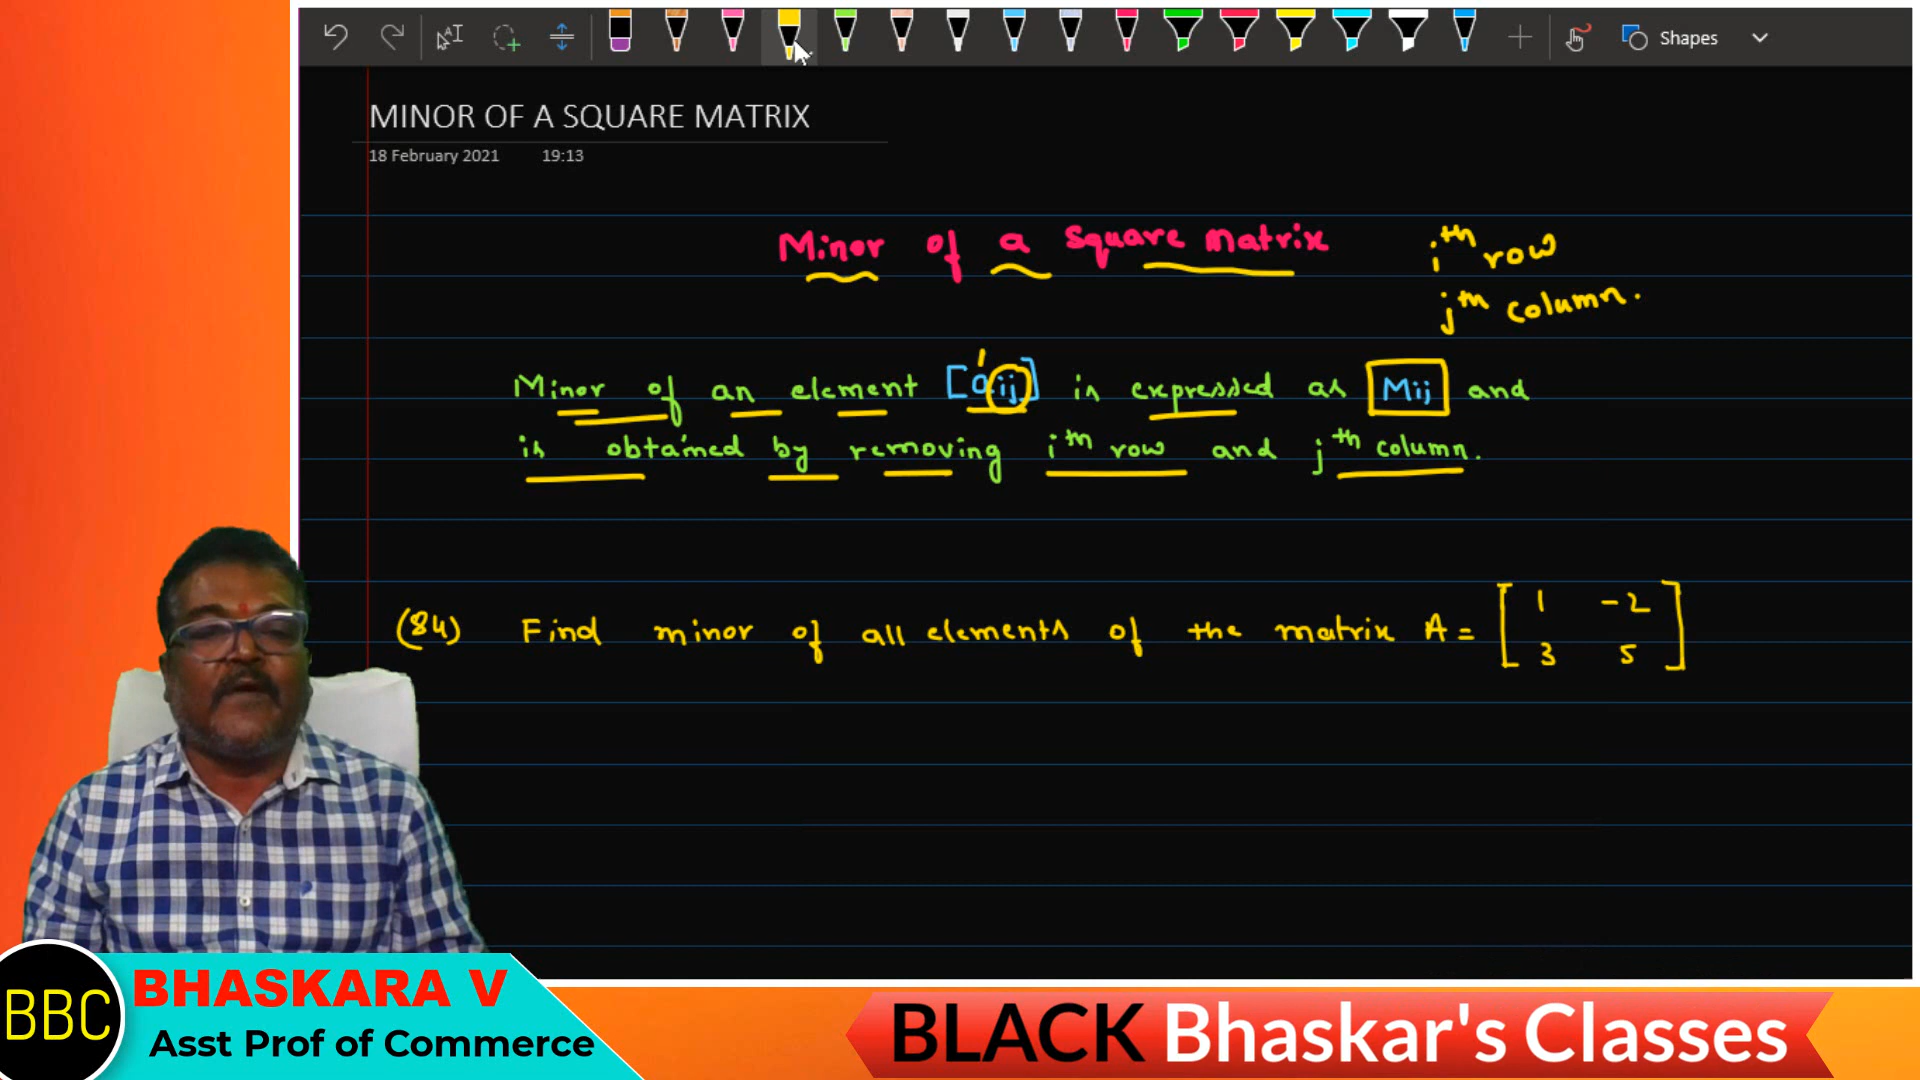 Shapes
MINOR OF A SQUARE MATRIX
18 February 2021 19:13
Minor of a square matrix
ith row
jth column.
Minor of an element [aij] is expressed as Mij and
is obtained by removing ith row and jth column.
(84) Find minor of all elements of the matrix A = [ 1 -2
3 5 ]
BBC
BHASKARA V
Asst Prof of Commerce
BLACK Bhaskar's Classes